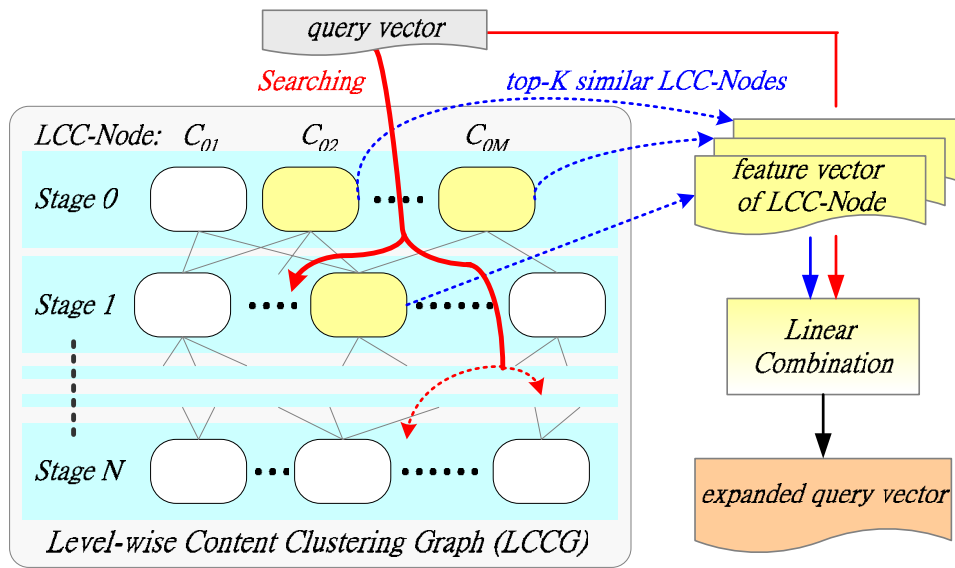 query vector
Searching
top-K similar LCC-Nodes
LCC-Node: C01 C02 C0M
Stage 0
feature vector
of LCC-Node
Stage 1
Linear
Combination
Stage N
expanded query vector
Level-wise Content Clustering Graph (LCCG)